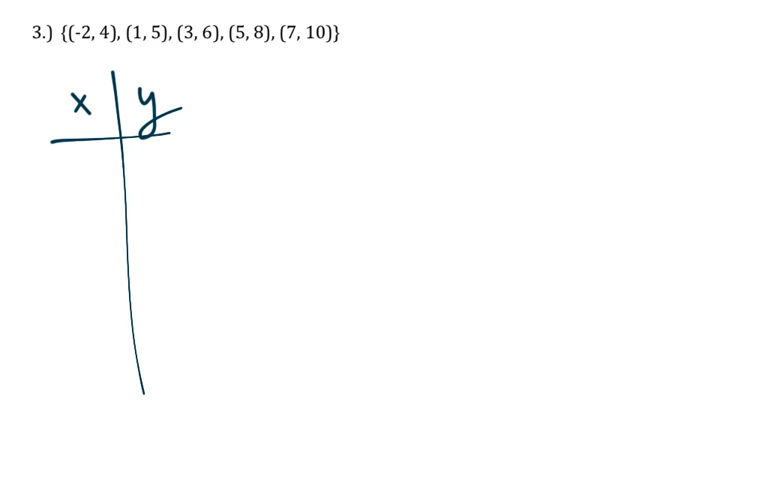 3.) {(-2, 4), (1, 5), (3, 6), (5, 8), (7, 10)}
x y